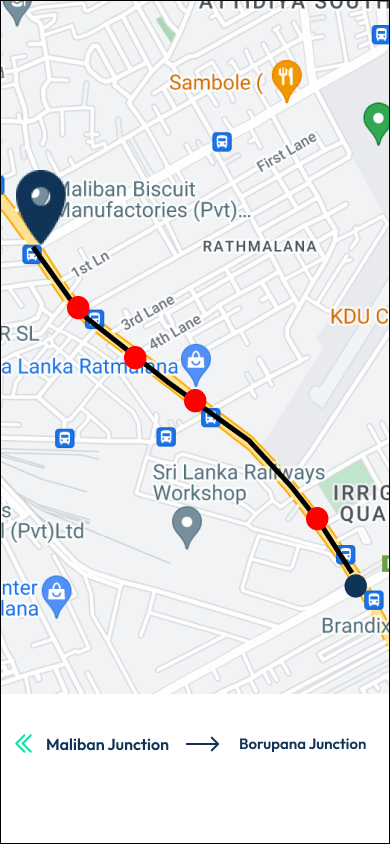 ATTIDIYA SOUTH
Sambole (
First Lane
Maliban Biscuit
Manufactories (Pvt)...
RATHMALANA
1st Ln
3rd Lane
KDU C
R SL
4th Lane
a Lanka Ratmalana
Sri Lanka Railways
Workshop
IRRIG
QUA
s
l (Pvt)Ltd
nter
lana
Brandix
Maliban Junction → Borupana Junction